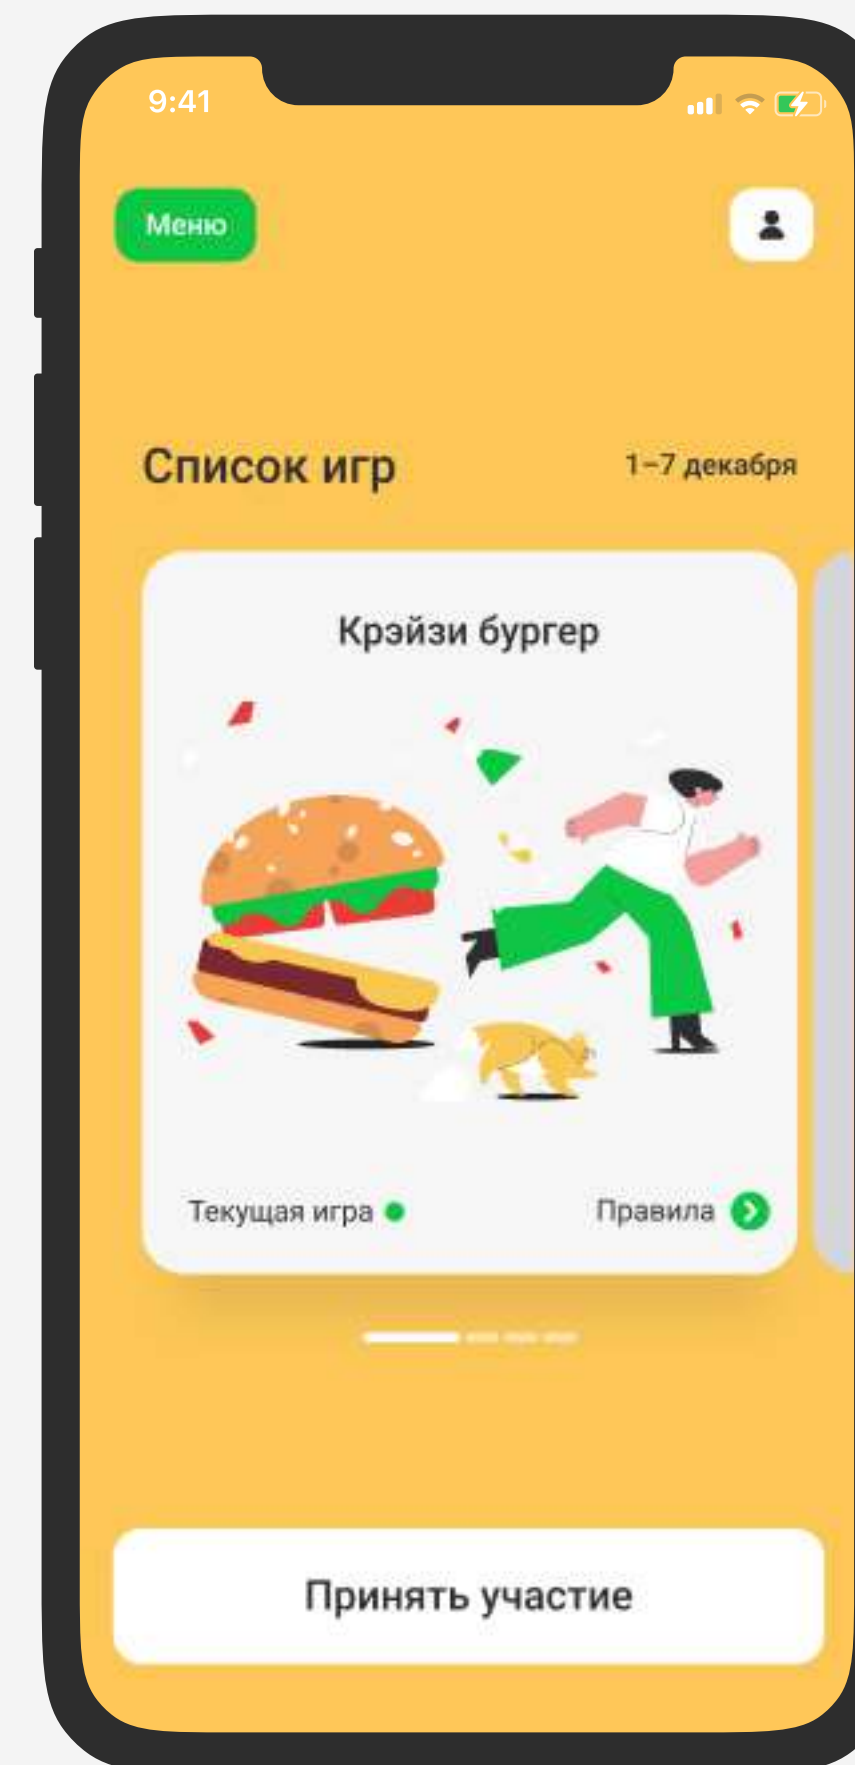 9:41
Меню
Список игр
1–7 декабря
Крэйзи бургер
Текущая игра
Правила
Принять участие